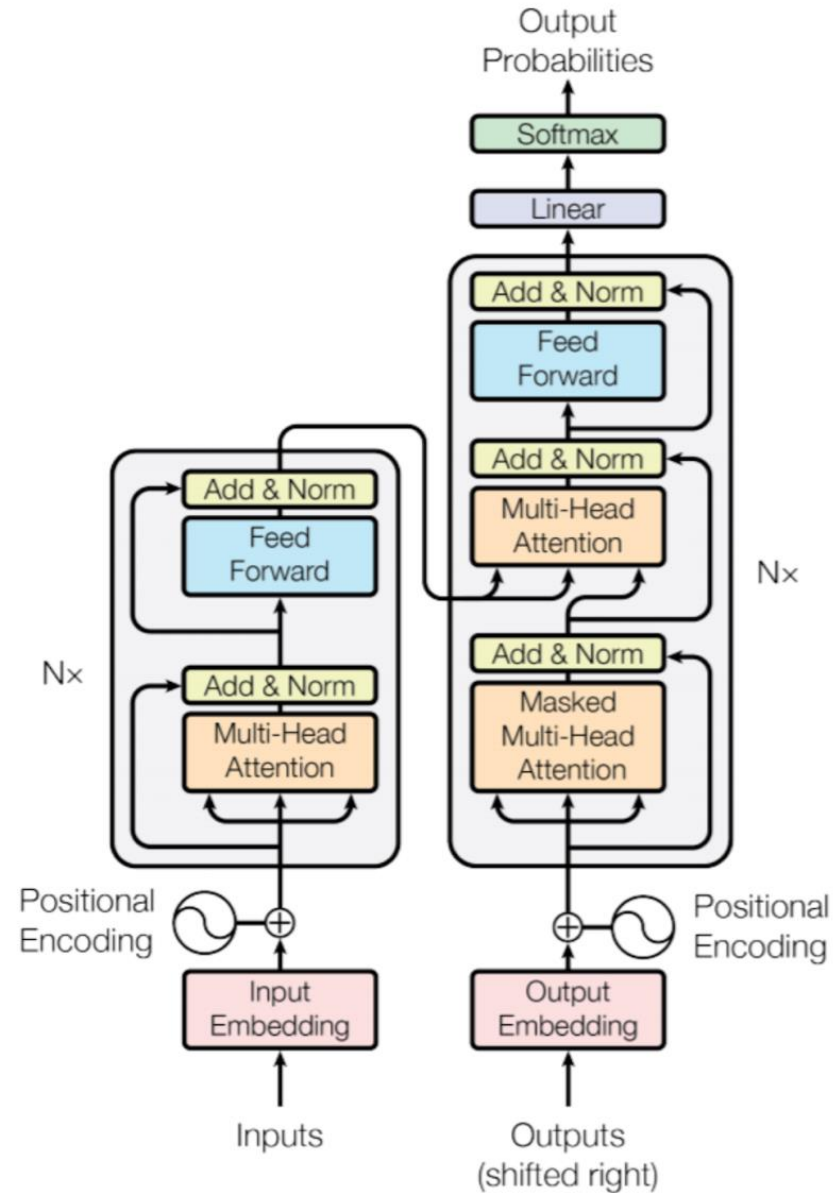 Output
Probabilities
Softmax
Linear
Add & Norm
Feed
Forward
Add & Norm
Multi-Head
Attention
Add & Norm
Masked
Multi-Head
Attention
Nx
Add & Norm
Feed
Forward
Add & Norm
Multi-Head
Attention
Nx
Positional
Encoding
Positional
Encoding
Input
Embedding
Output
Embedding
Inputs
Outputs
(shifted right)